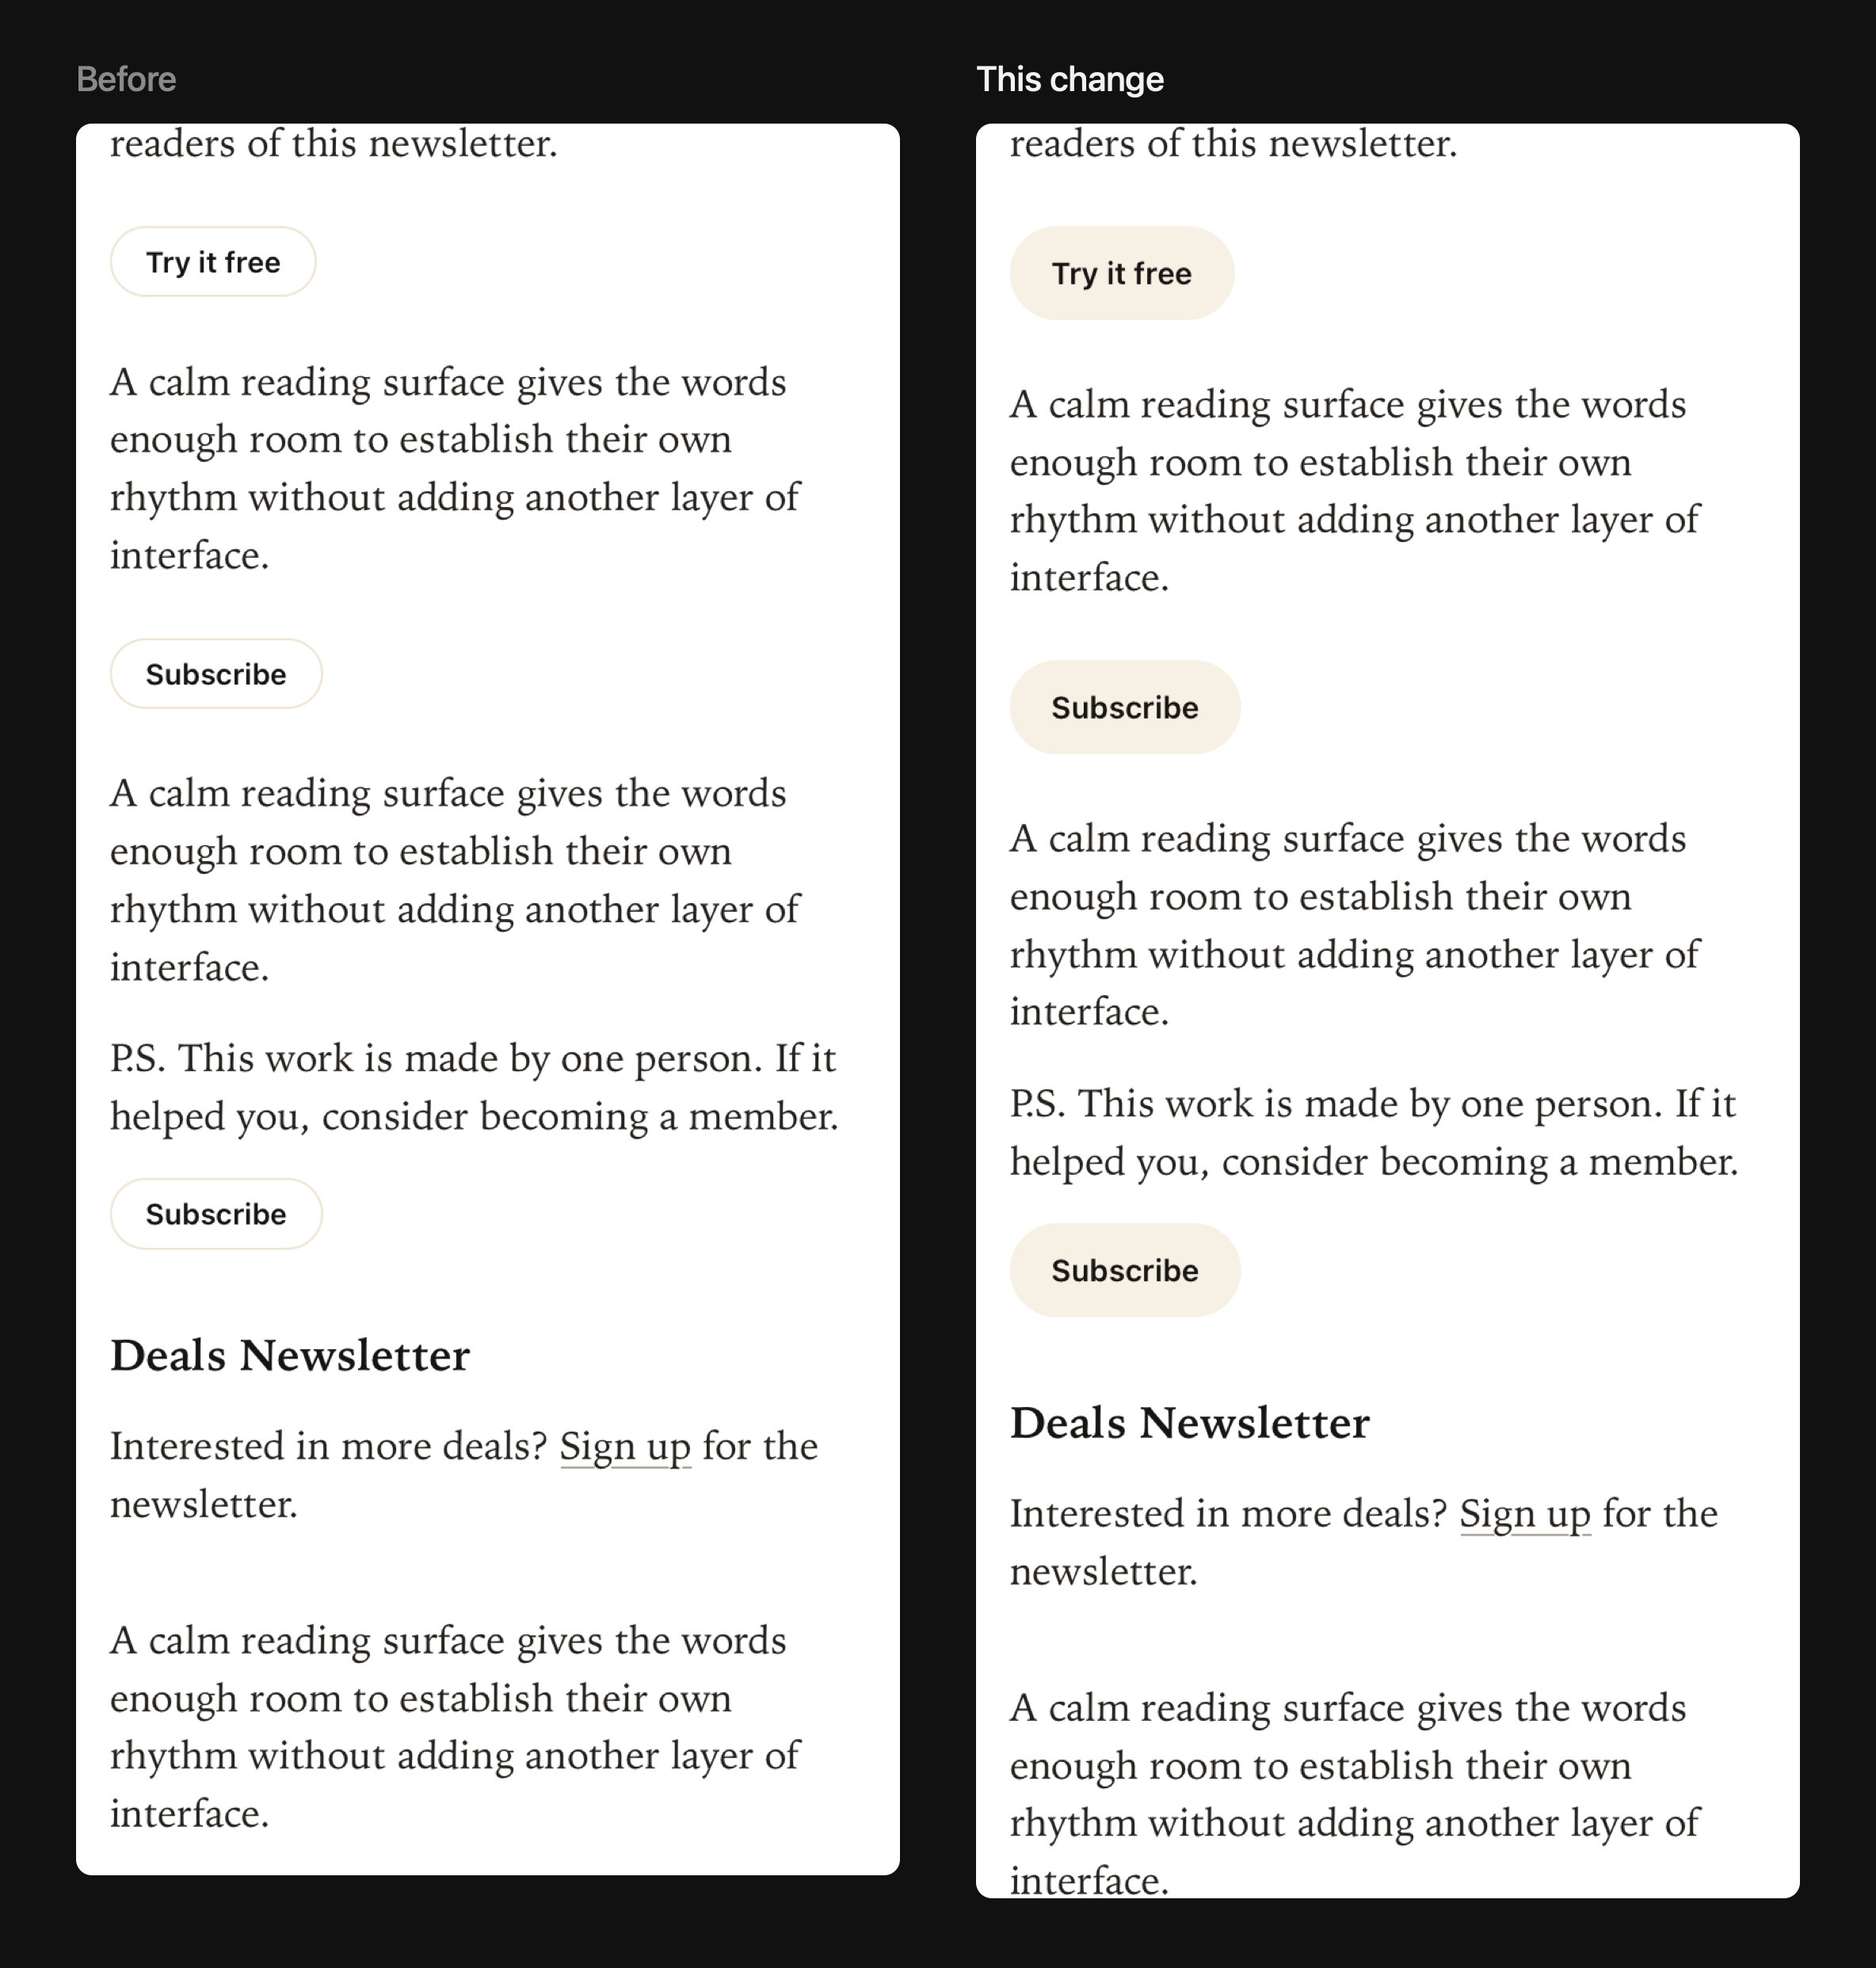 Before
readers of this newsletter.
Try it free
A calm reading surface gives the words
enough room to establish their own
rhythm without adding another layer of
interface.
Subscribe
A calm reading surface gives the words
enough room to establish their own
rhythm without adding another layer of
interface.
P.S. This work is made by one person. If it
helped you, consider becoming a member.
Subscribe
Deals Newsletter
Interested in more deals? Sign up for the
newsletter.
A calm reading surface gives the words
enough room to establish their own
rhythm without adding another layer of
interface.
This change
readers of this newsletter.
Try it free
A calm reading surface gives the words
enough room to establish their own
rhythm without adding another layer of
interface.
Subscribe
A calm reading surface gives the words
enough room to establish their own
rhythm without adding another layer of
interface.
P.S. This work is made by one person. If it
helped you, consider becoming a member.
Subscribe
Deals Newsletter
Interested in more deals? Sign up for the
newsletter.
A calm reading surface gives the words
enough room to establish their own
rhythm without adding another layer of
interface.